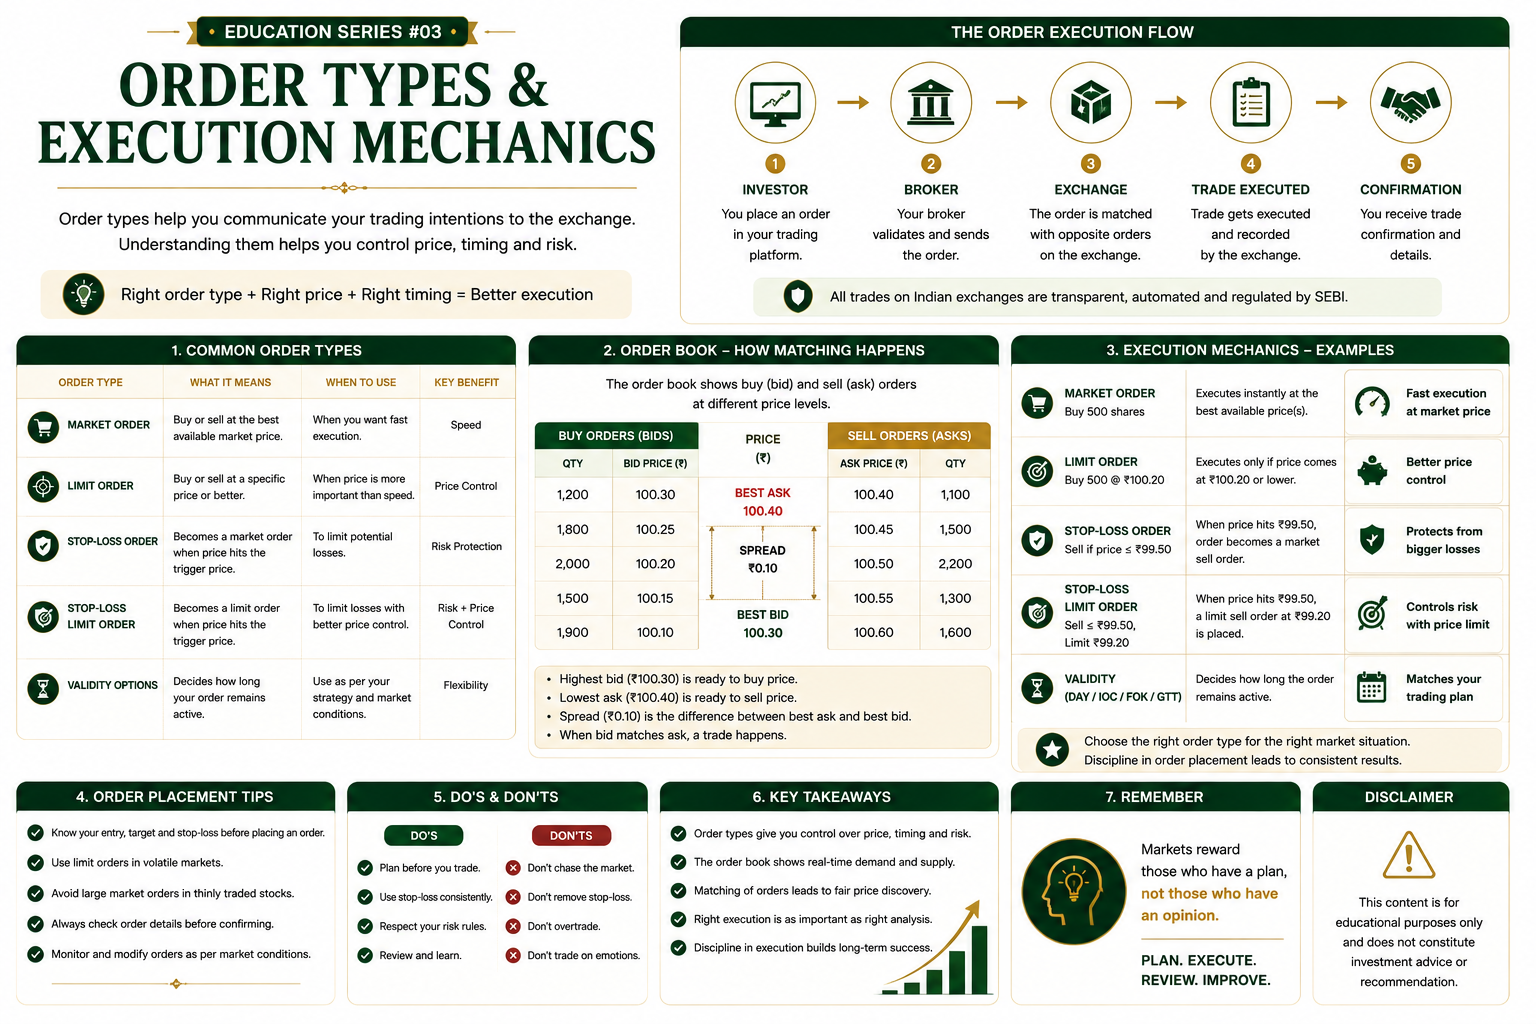 EDUCATION SERIES #03
ORDER TYPES &
EXECUTION MECHANICS
Order types help you communicate your trading intentions to the exchange.
Understanding them helps you control price, timing and risk.
Right order type + Right price + Right timing = Better execution
THE ORDER EXECUTION FLOW
1
INVESTOR
You place an order
in your trading
platform.
2
BROKER
Your broker
validates and sends
the order.
3
EXCHANGE
The order is matched
with opposite orders
on the exchange.
4
TRADE EXECUTED
Trade gets executed
and recorded
by the exchange.
5
CONFIRMATION
You receive trade
confirmation and
details.
All trades on Indian exchanges are transparent, automated and regulated by SEBI.
1. COMMON ORDER TYPES
ORDER TYPE WHAT IT MEANS WHEN TO USE KEY BENEFIT
MARKET ORDER
Buy or sell at the best
available market price.
When you want fast
execution.
Speed
LIMIT ORDER
Buy or sell at a specific
price or better.
When price is more
important than speed.
Price Control
STOP-LOSS ORDER
Becomes a market order
when price hits the
trigger price.
To limit potential
losses.
Risk Protection
STOP-LOSS
LIMIT ORDER
Becomes a limit order
when price hits the
trigger price.
To limit losses with
better price control.
Risk + Price
Control
VALIDITY OPTIONS
Decides how long
your order remains
active.
Use as per your
strategy and market
conditions.
Flexibility
2. ORDER BOOK – HOW MATCHING HAPPENS
The order book shows buy (bid) and sell (ask) orders
at different price levels.
BUY ORDERS (BIDS)
QTY BID PRICE (₹)
1,200 100.30
1,800 100.25
2,000 100.20
1,500 100.15
1,900 100.10
PRICE
(₹)
BEST ASK
100.40
SPREAD
₹0.10
BEST BID
100.30
SELL ORDERS (ASKS)
ASK PRICE (₹) QTY
100.40 1,100
100.45 1,500
100.50 2,200
100.55 1,300
100.60 1,600
• Highest bid (₹100.30) is ready to buy price.
• Lowest ask (₹100.40) is ready to sell price.
• Spread (₹0.10) is the difference between best ask and best bid.
• When bid matches ask, a trade happens.
3. EXECUTION MECHANICS – EXAMPLES
MARKET ORDER
Buy 500 shares
Executes instantly at the
best available price(s).
Fast execution
at market price
LIMIT ORDER
Buy 500 @ ₹100.20
Executes only if price comes
at ₹100.20 or lower.
Better price
control
STOP-LOSS ORDER
Sell if price ≤ ₹99.50
When price hits ₹99.50,
order becomes a market
sell order.
Protects from
bigger losses
STOP-LOSS
LIMIT ORDER
Sell ≤ ₹99.50,
Limit ₹99.20
When price hits ₹99.50,
a limit sell order at ₹99.20
is placed.
Controls risk
with price limit
VALIDITY
(DAY / IOC / FOK / GTT)
Decides how long the order
remains active.
Matches your
trading plan
Choose the right order type for the right market situation.
Discipline in order placement leads to consistent results.
4. ORDER PLACEMENT TIPS
Know your entry, target and stop-loss before placing an order.
Use limit orders in volatile markets.
Avoid large market orders in thinly traded stocks.
Always check order details before confirming.
Monitor and modify orders as per market conditions.
5. DO'S & DON'TS
DO'S
Plan before you trade.
Use stop-loss consistently.
Respect your risk rules.
Review and learn.
DON'TS
Don't chase the market.
Don't remove stop-loss.
Don't overtrade.
Don't trade on emotions.
6. KEY TAKEAWAYS
Order types give you control over price, timing and risk.
The order book shows real-time demand and supply.
Matching of orders leads to fair price discovery.
Right execution is as important as right analysis.
Discipline in execution builds long-term success.
7. REMEMBER
Markets reward
those who have a plan,
not those who have
an opinion.
PLAN. EXECUTE.
REVIEW. IMPROVE.
DISCLAIMER
This content is for
educational purposes only
and does not constitute
investment advice or
recommendation.